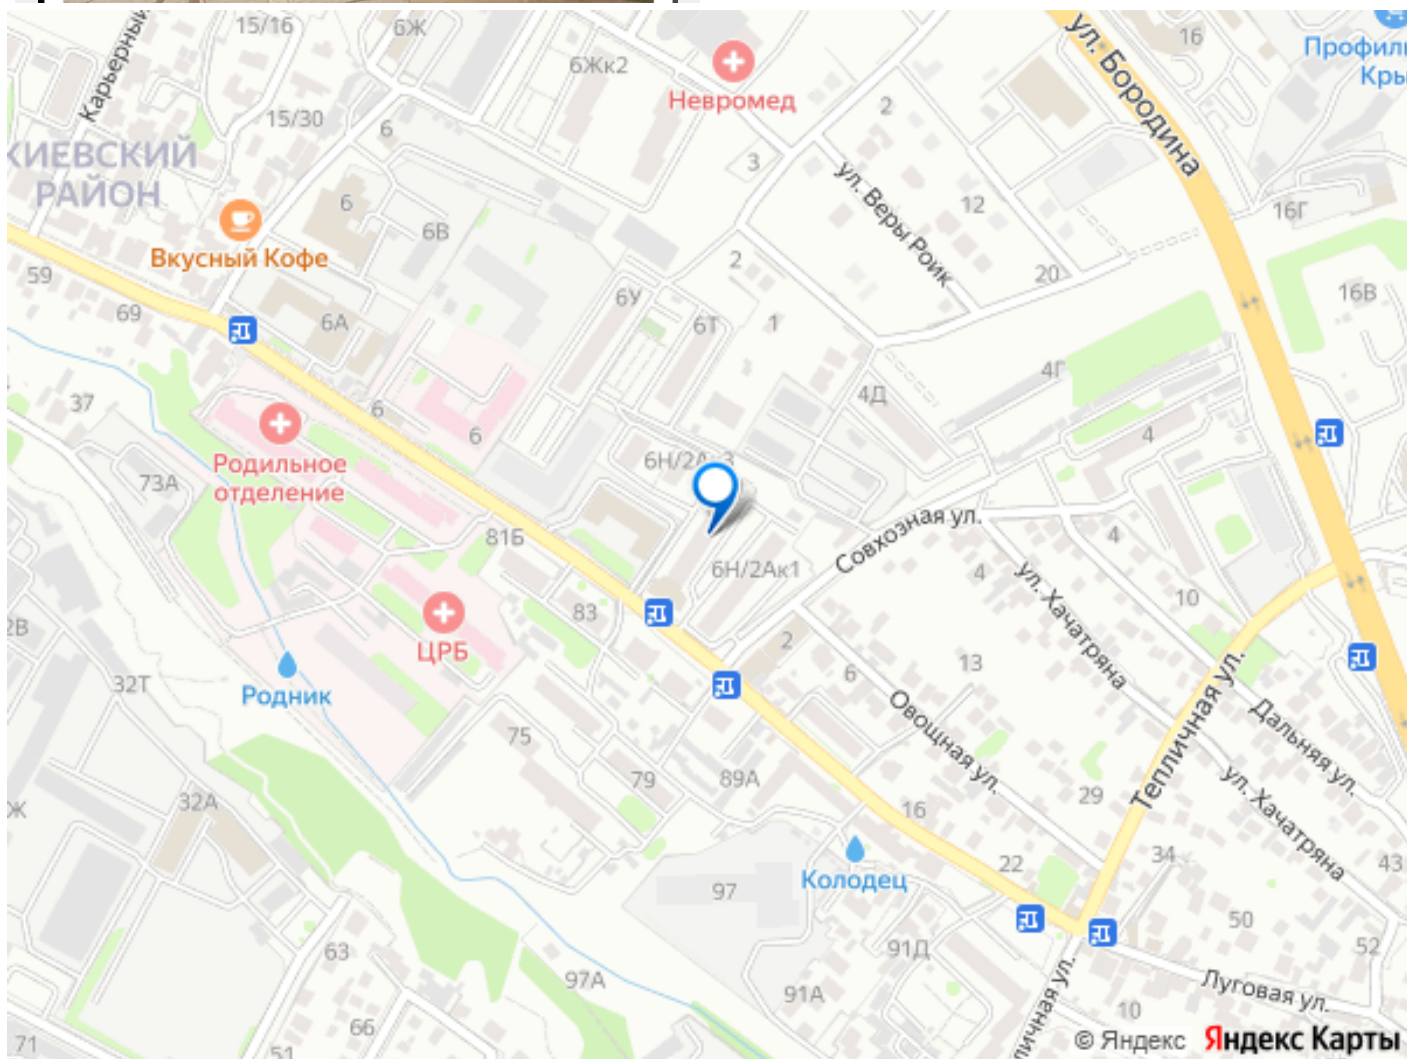 15/16
6Ж
16
Профиль
Кры
Карьерный
6Жк2
Невромед
ул. Бородина
15/30
2
6
КИЕВСКИЙ
РАЙОН
3
ул. Веры Роик
6
12
16Г
6В
Вкусный Кофе
59
2
20
69
6А
6У
6Т
1
16В
4Г
37
6
4Д
6
4
Родильное
отделение
6Н/2А
73А
81Б
Совхозная ул.
4
6Н/2Ак1
4
ул. Хачатряна
10
83
2В
ЦРБ
2
13
6
32Т
Родник
Тепличная ул.
Овощная ул.
Дальняя ул.
75
79
89А
29
ул. Хачатряна
32А
Ж
16
97
Колодец
22
34
43
50
63
91Д
52
97А
91А
Луговая ул.
10
66
71
51
личная ул.
© Яндекс Яндекс Карты